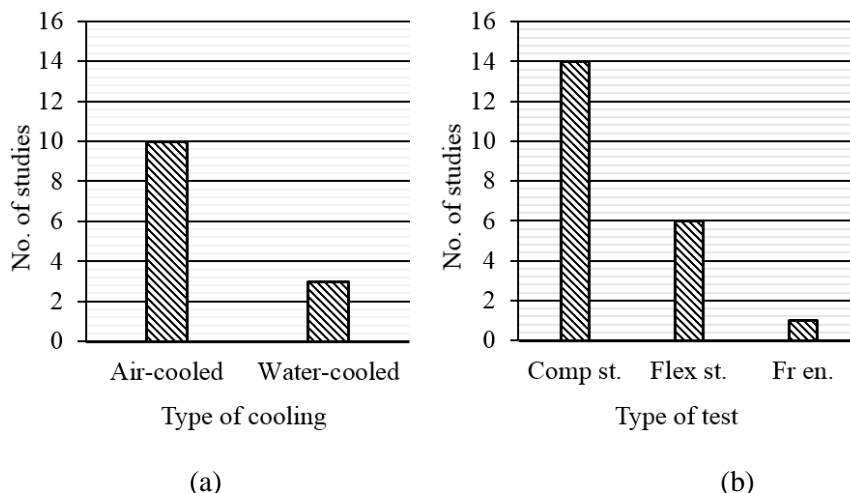 No. of studies
16
14
12
10
8
6
4
2
0
Air-cooled Water-cooled
Type of cooling
(a)
No. of studies
16
14
12
10
8
6
4
2
0
Comp st. Flex st. Fr en.
Type of test
(b)